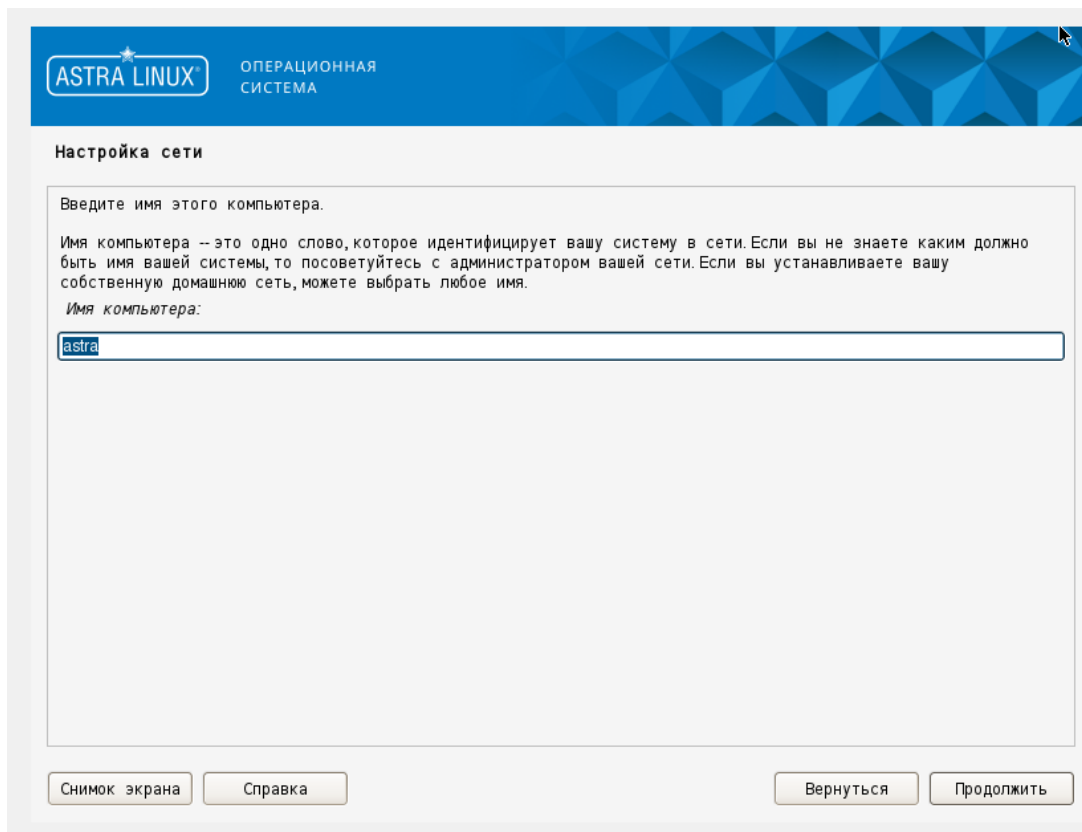 ASTRA LINUX®
ОПЕРАЦИОННАЯ
СИСТЕМА
Настройка сети
Введите имя этого компьютера.
Имя компьютера -- это одно слово, которое идентифицирует вашу систему в сети. Если вы не знаете каким должно
быть имя вашей системы, то посоветуйтесь с администратором вашей сети. Если вы устанавливаете вашу
собственную домашнюю сеть, можете выбрать любое имя.
Имя компьютера:
astra
Снимок экрана
Справка
Вернуться
Продолжить